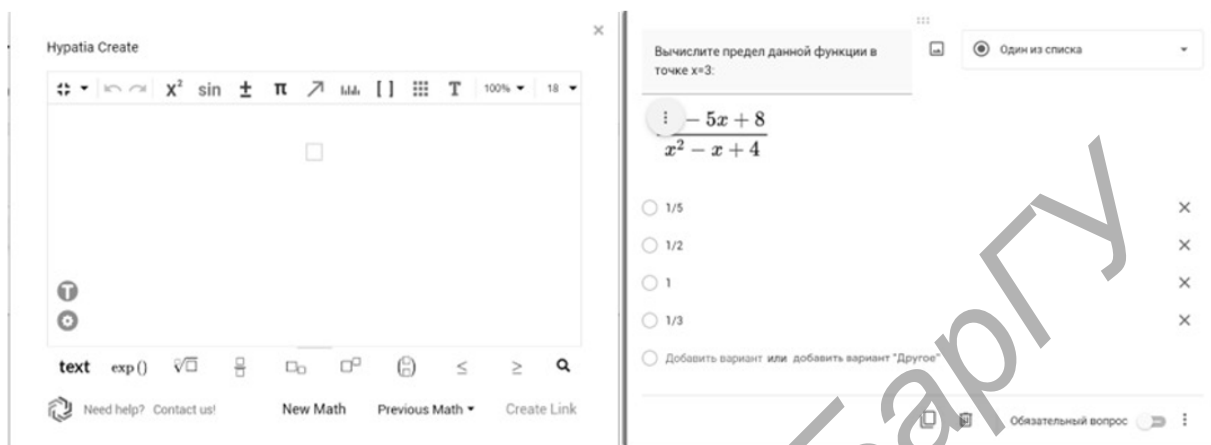 Hypatia Create
X² sin ± π [ ] T 100% 18
text exp() √ ≤ ≥
Need help? Contact us! New Math Previous Math Create Link
Вычислите предел данной функции в
точке x=3:
Один из списка
− 5x + 8
x² − x + 4
1/5
1/2
1
1/3
Добавить вариант или добавить вариант "Другое"
Обязательный вопрос
БарГУ